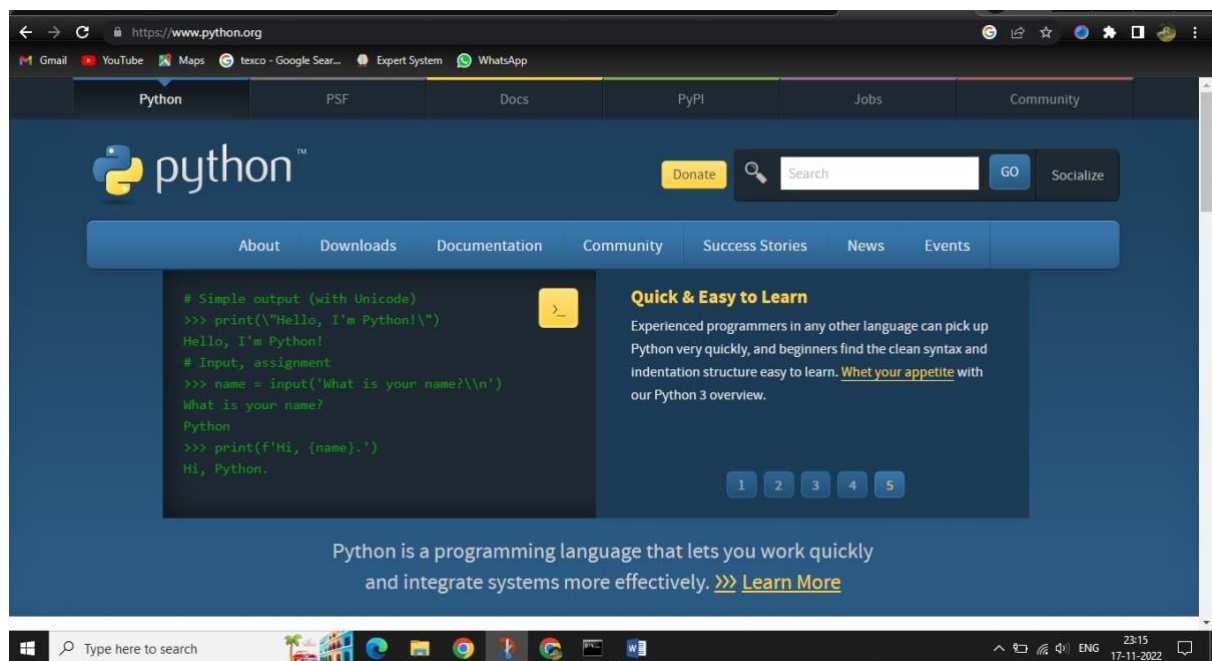 https://www.python.org
Gmail YouTube Maps texco - Google Sear... Expert System WhatsApp
Python PSF Docs PyPI Jobs Community
python™
Donate Search GO Socialize
About Downloads Documentation Community Success Stories News Events
# Simple output (with Unicode)
>>> print(\"Hello, I'm Python!\")
Hello, I'm Python!
# Input, assignment
>>> name = input('What is your name?\\n')
What is your name?
Python
>>> print(f'Hi, {name}.')
Hi, Python.
>_
Quick & Easy to Learn
Experienced programmers in any other language can pick up
Python very quickly, and beginners find the clean syntax and
indentation structure easy to learn. Whet your appetite with
our Python 3 overview.
1 2 3 4 5
Python is a programming language that lets you work quickly
and integrate systems more effectively. >>> Learn More
Type here to search
ENG
23:15
17-11-2022